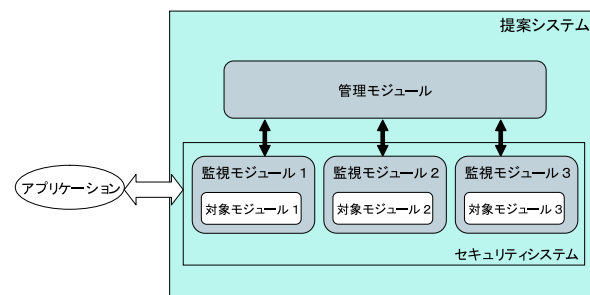 提案システム
管理モジュール
監視モジュール1
監視モジュール2
監視モジュール3
アプリケーション
対象モジュール1
対象モジュール2
対象モジュール3
セキュリティシステム